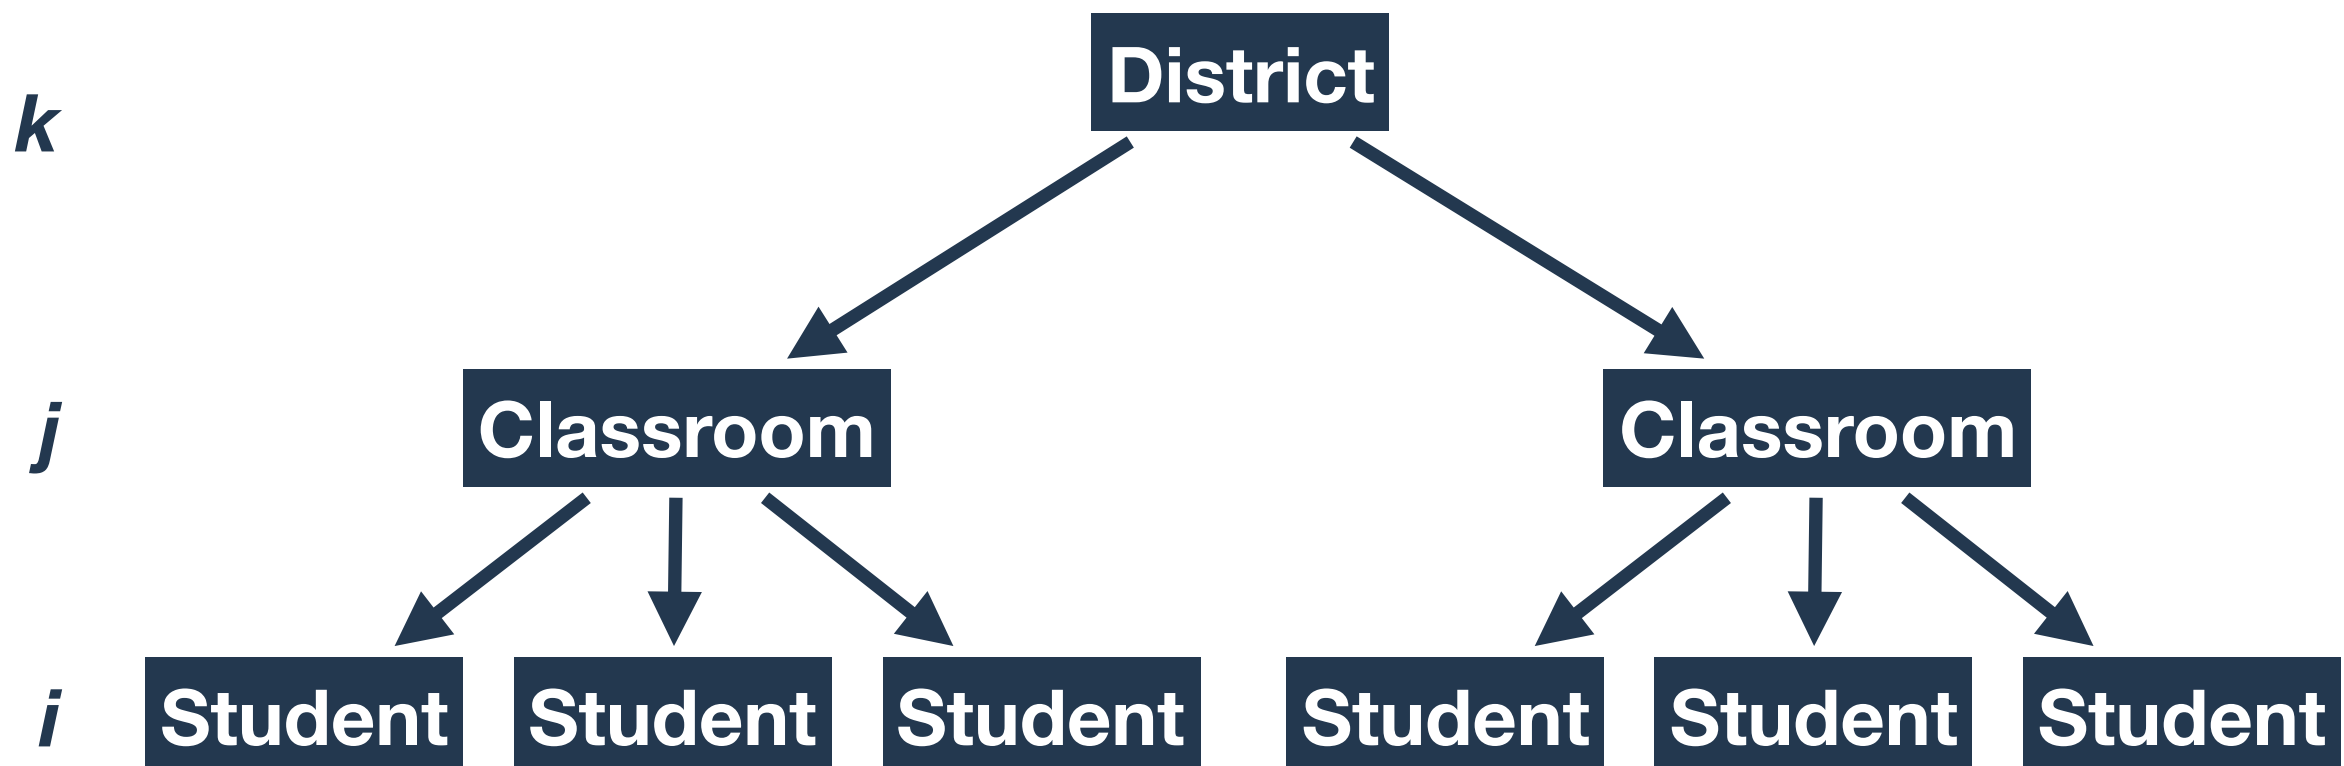 District
k
j
Classroom
Classroom
i
Student
Student
Student
Student
Student
Student